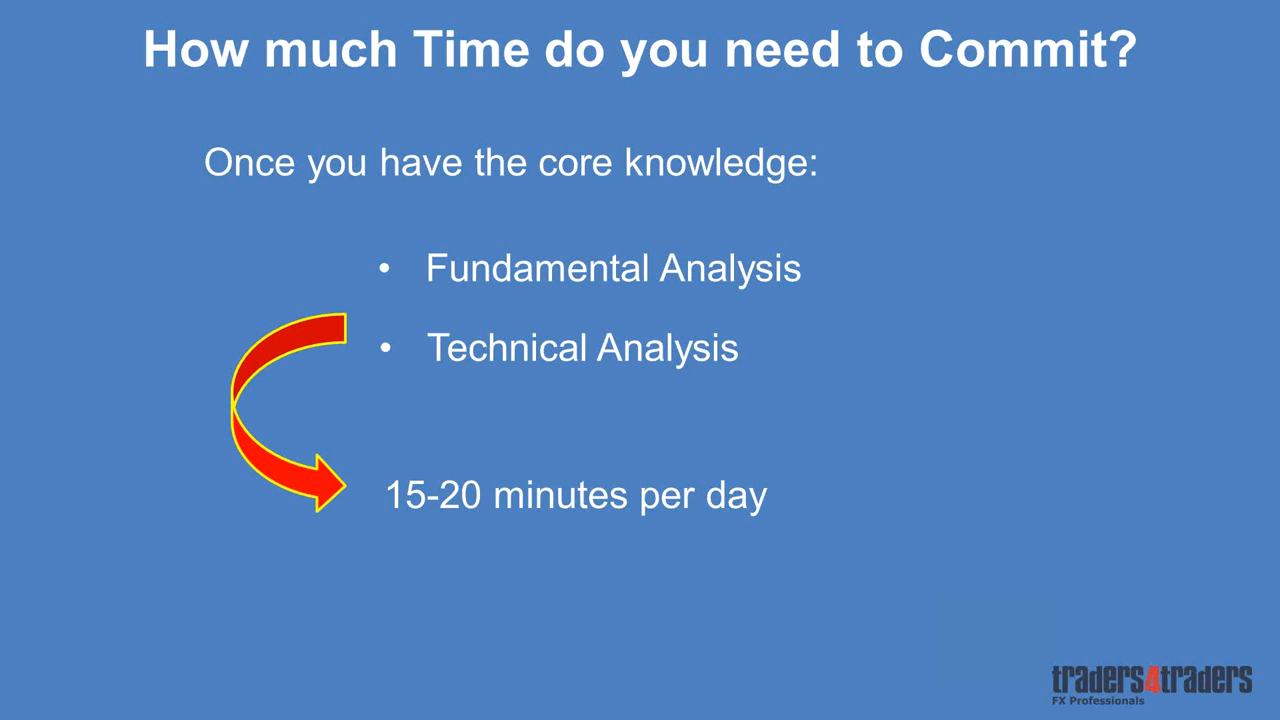 How much Time do you need to Commit?
Once you have the core knowledge:
• Fundamental Analysis
• Technical Analysis
15-20 minutes per day
traders4traders
FX Professionals